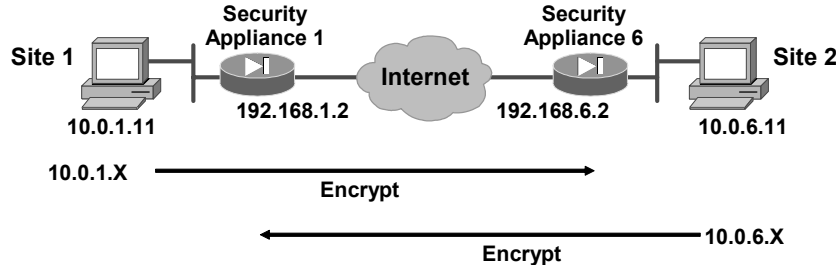 Security
Appliance 1
Security
Appliance 6
Site 1
Internet
Site 2
192.168.1.2
192.168.6.2
10.0.1.11
10.0.6.11
10.0.1.X
Encrypt
10.0.6.X
Encrypt